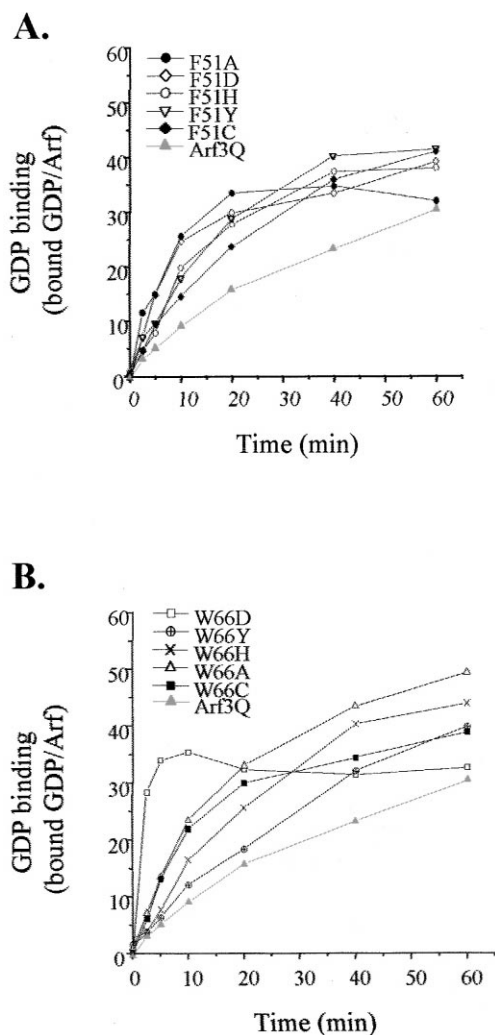 A.
60
50
40
30
20
10
0
F51A
F51D
F51H
F51Y
F51C
Arf3Q
GDP binding
(bound GDP/Arf)
0 10 20 30 40 50 60
Time (min)
B.
60
50
40
30
20
10
0
W66D
W66Y
W66H
W66A
W66C
Arf3Q
GDP binding
(bound GDP/Arf)
0 10 20 30 40 50 60
Time (min)